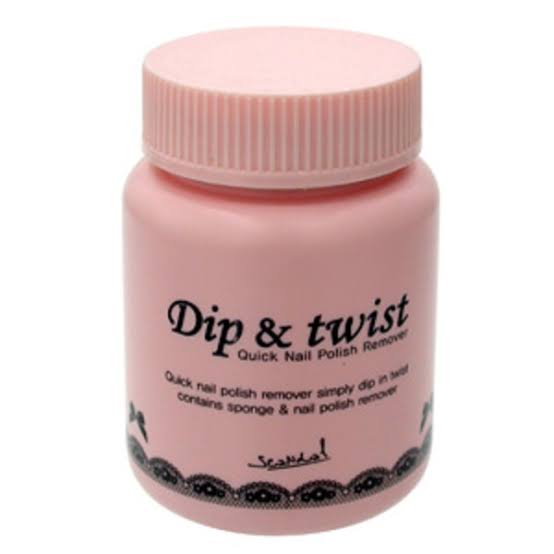 Dip & twist
Quick Nail Polish Remover
Quick nail polish remover simply dip in twist
contains sponge & nail polish remover
Scandal